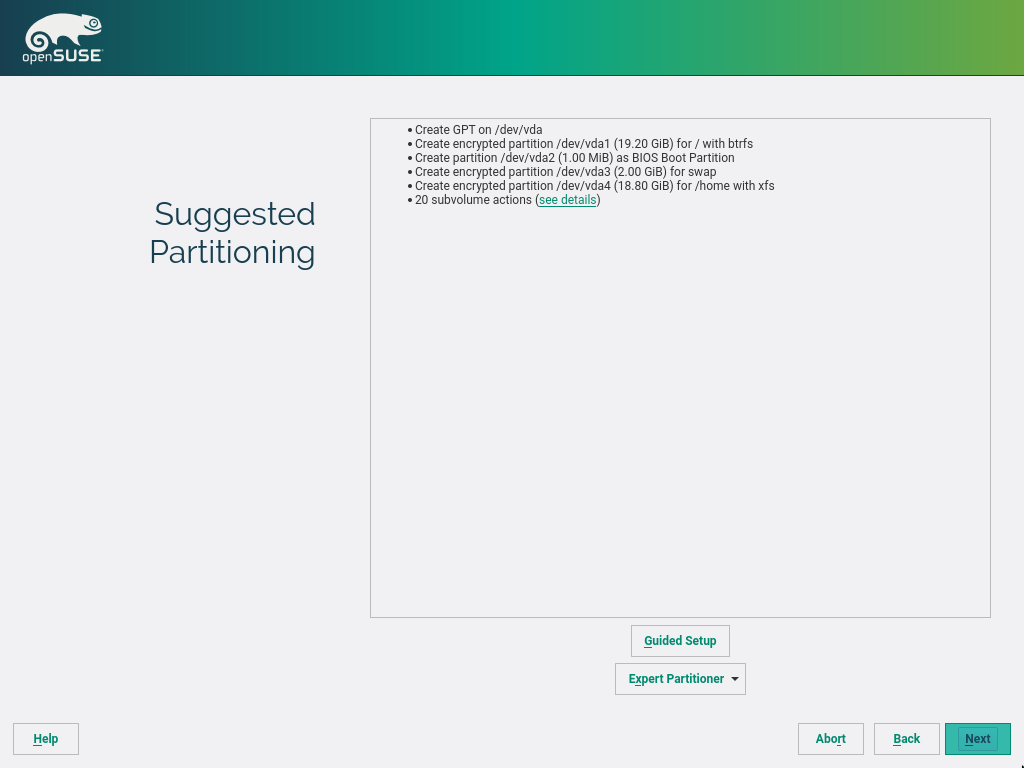 openSUSE
Suggested
Partitioning
• Create GPT on /dev/vda
• Create encrypted partition /dev/vda1 (19.20 GiB) for / with btrfs
• Create partition /dev/vda2 (1.00 MiB) as BIOS Boot Partition
• Create encrypted partition /dev/vda3 (2.00 GiB) for swap
• Create encrypted partition /dev/vda4 (18.80 GiB) for /home with xfs
• 20 subvolume actions (see details)
Guided Setup
Expert Partitioner
Help
Abort
Back
Next